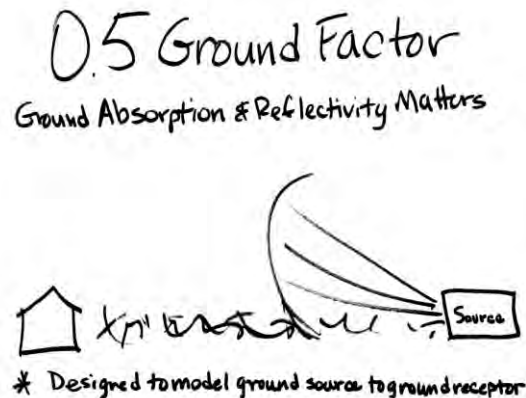 0.5 Ground Factor
Ground Absorption & Reflectivity Matters
Source
* Designed to model ground source to ground receptor